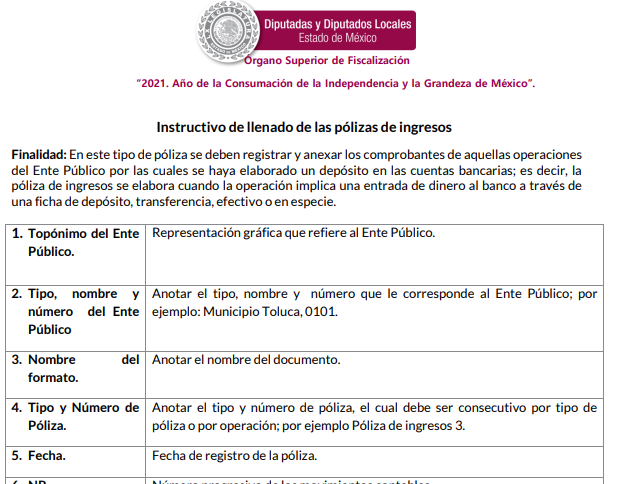 Diputadas y Diputados Locales
Estado de México
Órgano Superior de Fiscalización
“2021. Año de la Consumación de la Independencia y la Grandeza de México”.
Instructivo de llenado de las pólizas de ingresos
Finalidad: En este tipo de póliza se deben registrar y anexar los comprobantes de aquellas operaciones
del Ente Público por las cuales se haya elaborado un depósito en las cuentas bancarias; es decir, la
póliza de ingresos se elabora cuando la operación implica una entrada de dinero al banco a través de
una ficha de depósito, transferencia, efectivo o en especie.
1. Topónimo del Ente
Público.
Representación gráfica que refiere al Ente Público.
2. Tipo, nombre y
número del Ente
Público
Anotar el tipo, nombre y número que le corresponde al Ente Público; por
ejemplo: Municipio Toluca, 0101.
3. Nombre del
formato.
Anotar el nombre del documento.
4. Tipo y Número de
Póliza.
Anotar el tipo y número de póliza, el cual debe ser consecutivo por tipo de
póliza o por operación; por ejemplo Póliza de ingresos 3.
5. Fecha.
Fecha de registro de la póliza.